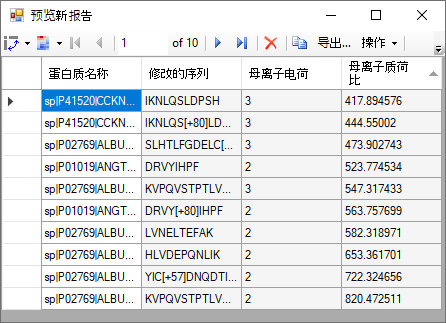 预览新报告
1 of 10 导出... 操作
蛋白质名称 修改的序列 母离子电荷 母离子质荷比
sp|P41520|CCKN... IKNLQSLDPSH 3 417.894576
sp|P41520|CCKN... IKNLQS[+80]LD... 3 444.55002
sp|P02769|ALBU... SLHTLFGDELC[... 3 473.902743
sp|P01019|ANGT... DRVYIHPF 2 523.774534
sp|P02769|ALBU... KVPQVSTPTLV... 3 547.317433
sp|P01019|ANGT... DRVY[+80]IHPF 2 563.757699
sp|P02769|ALBU... LVNELTEFAK 2 582.318971
sp|P02769|ALBU... HLVDEPQNLIK 2 653.361701
sp|P02769|ALBU... YIC[+57]DNQDTI... 2 722.324656
sp|P02769|ALBU... KVPQVSTPTLV... 2 820.472511